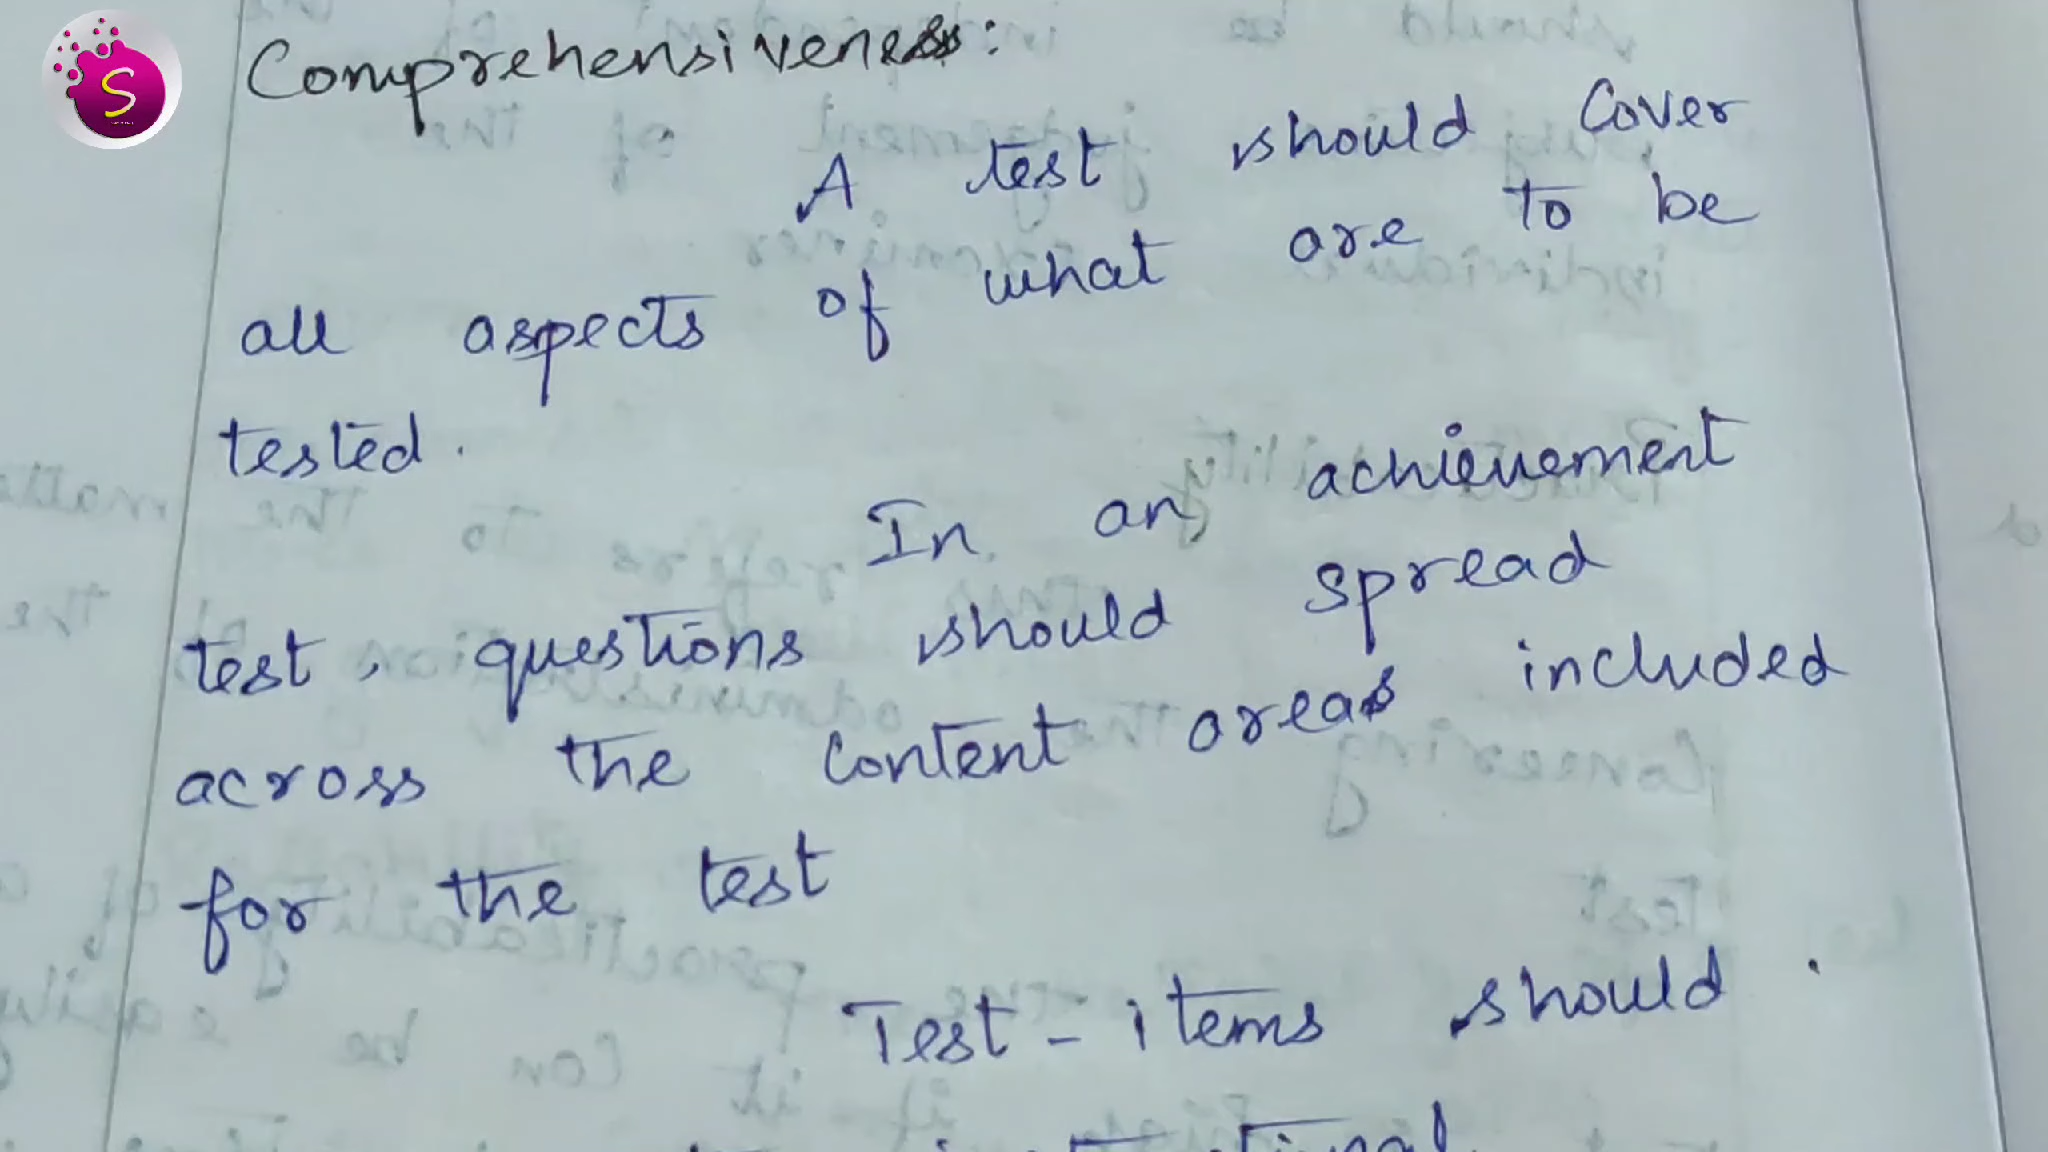 S
Comprehensiveness:
A test should cover
all aspects of what are to be
tested.
In an achievement
test, questions should spread
across the content areas included
for the test
Test - items should